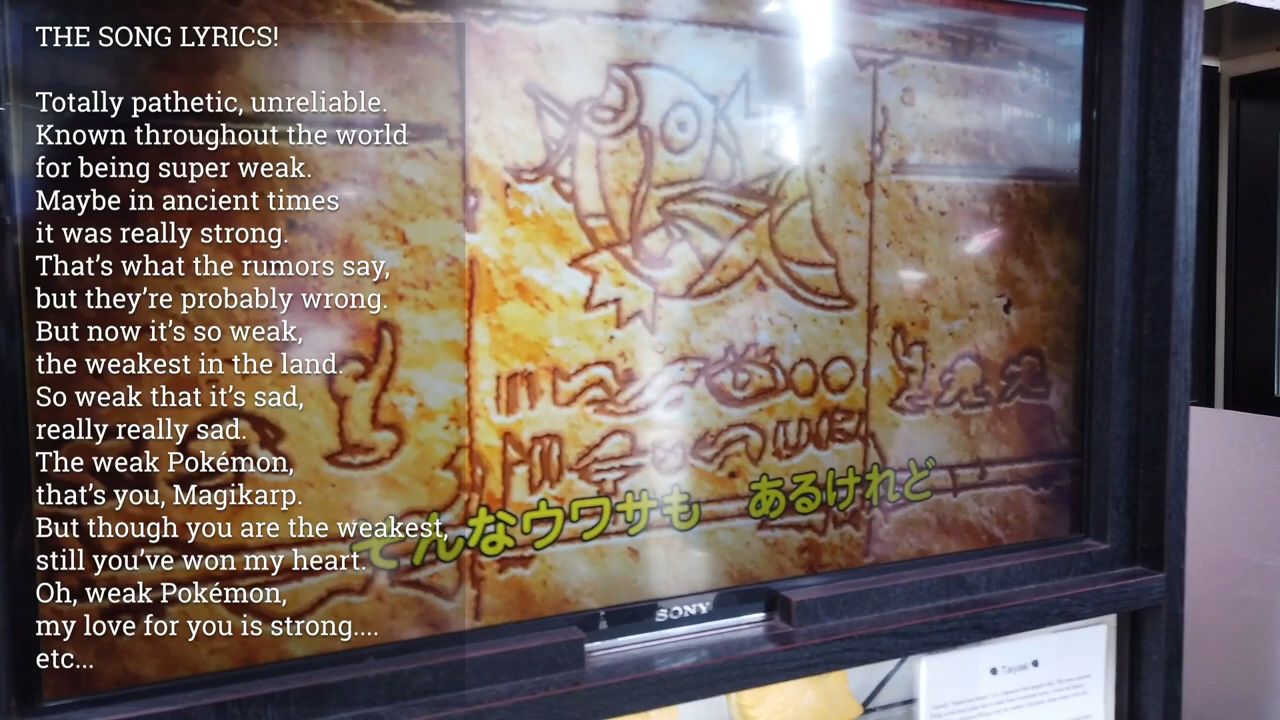 THE SONG LYRICS!
Totally pathetic, unreliable.
Known throughout the world
for being super weak.
Maybe in ancient times
it was really strong.
That's what the rumors say,
but they're probably wrong.
But now it's so weak,
the weakest in the land.
So weak that it's sad,
really really sad.
The weak Pokémon,
that's you, Magikarp.
But though you are the weakest,
still you've won my heart.
Oh, weak Pokémon,
my love for you is strong....
etc...
そんなウワサも あるけれど
SONY
Taiyaki